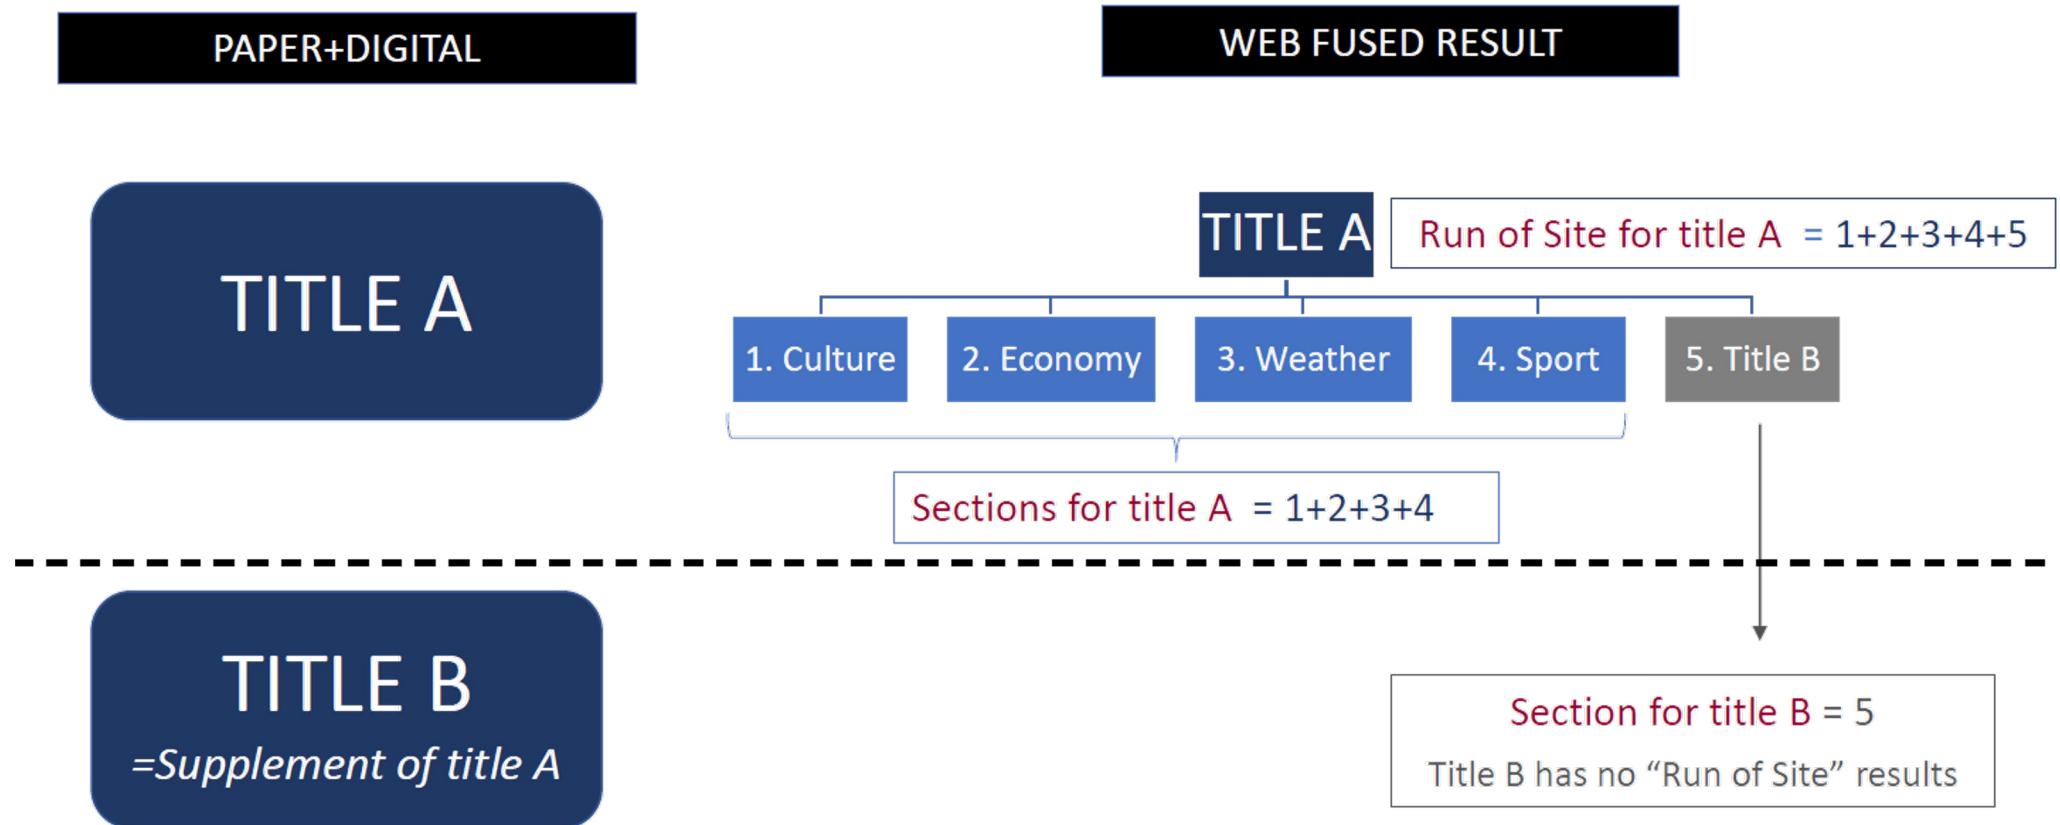 PAPER+DIGITAL
WEB FUSED RESULT
TITLE A
TITLE A
Run of Site for title A = 1+2+3+4+5
1. Culture
2. Economy
3. Weather
4. Sport
5. Title B
Sections for title A = 1+2+3+4
TITLE B
=Supplement of title A
Section for title B = 5
Title B has no “Run of Site” results